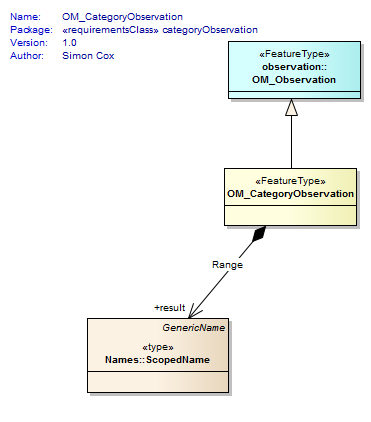 Name: OM_CategoryObservation
Package: «requirementsClass» categoryObservation
Version: 1.0
Author: Simon Cox
«FeatureType»
observation::
OM_Observation
«FeatureType»
OM_CategoryObservation
Range
+result
GenericName
«type»
Names::ScopedName